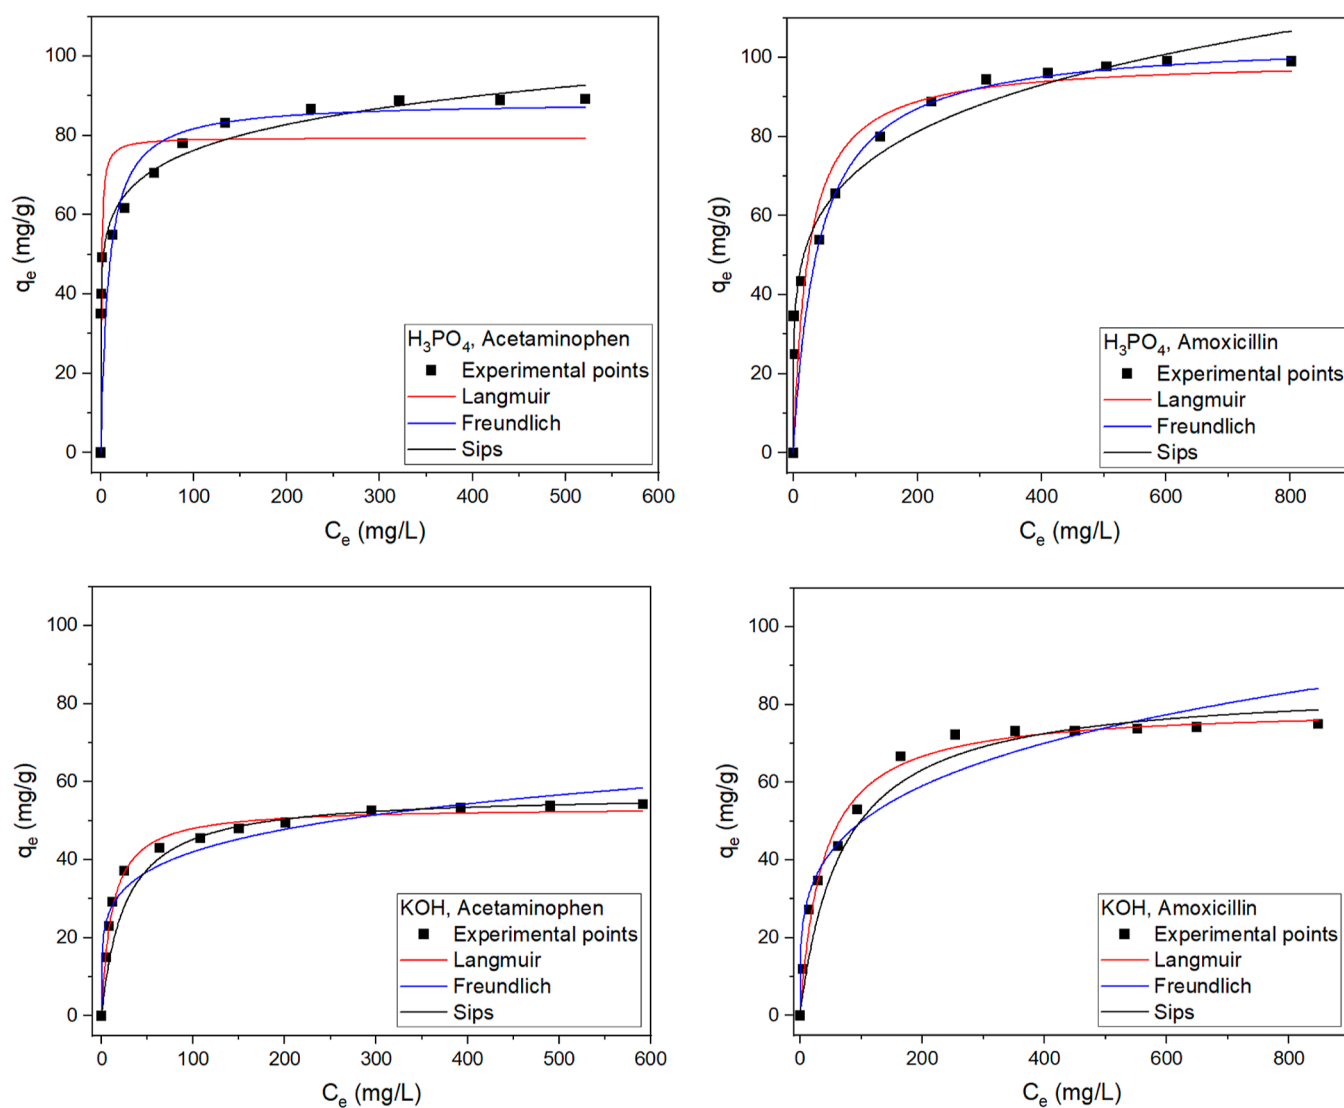 100
80
60
40
20
0
qₑ (mg/g)
H₃PO₄, Acetaminophen
Experimental points
Langmuir
Freundlich
Sips
0 100 200 300 400 500 600
Cₑ (mg/L)
100
80
60
40
20
0
qₑ (mg/g)
H₃PO₄, Amoxicillin
Experimental points
Langmuir
Freundlich
Sips
0 200 400 600 800
Cₑ (mg/L)
100
80
60
40
20
0
qₑ (mg/g)
KOH, Acetaminophen
Experimental points
Langmuir
Freundlich
Sips
0 100 200 300 400 500 600
Cₑ (mg/L)
100
80
60
40
20
0
qₑ (mg/g)
KOH, Amoxicillin
Experimental points
Langmuir
Freundlich
Sips
0 200 400 600 800
Cₑ (mg/L)